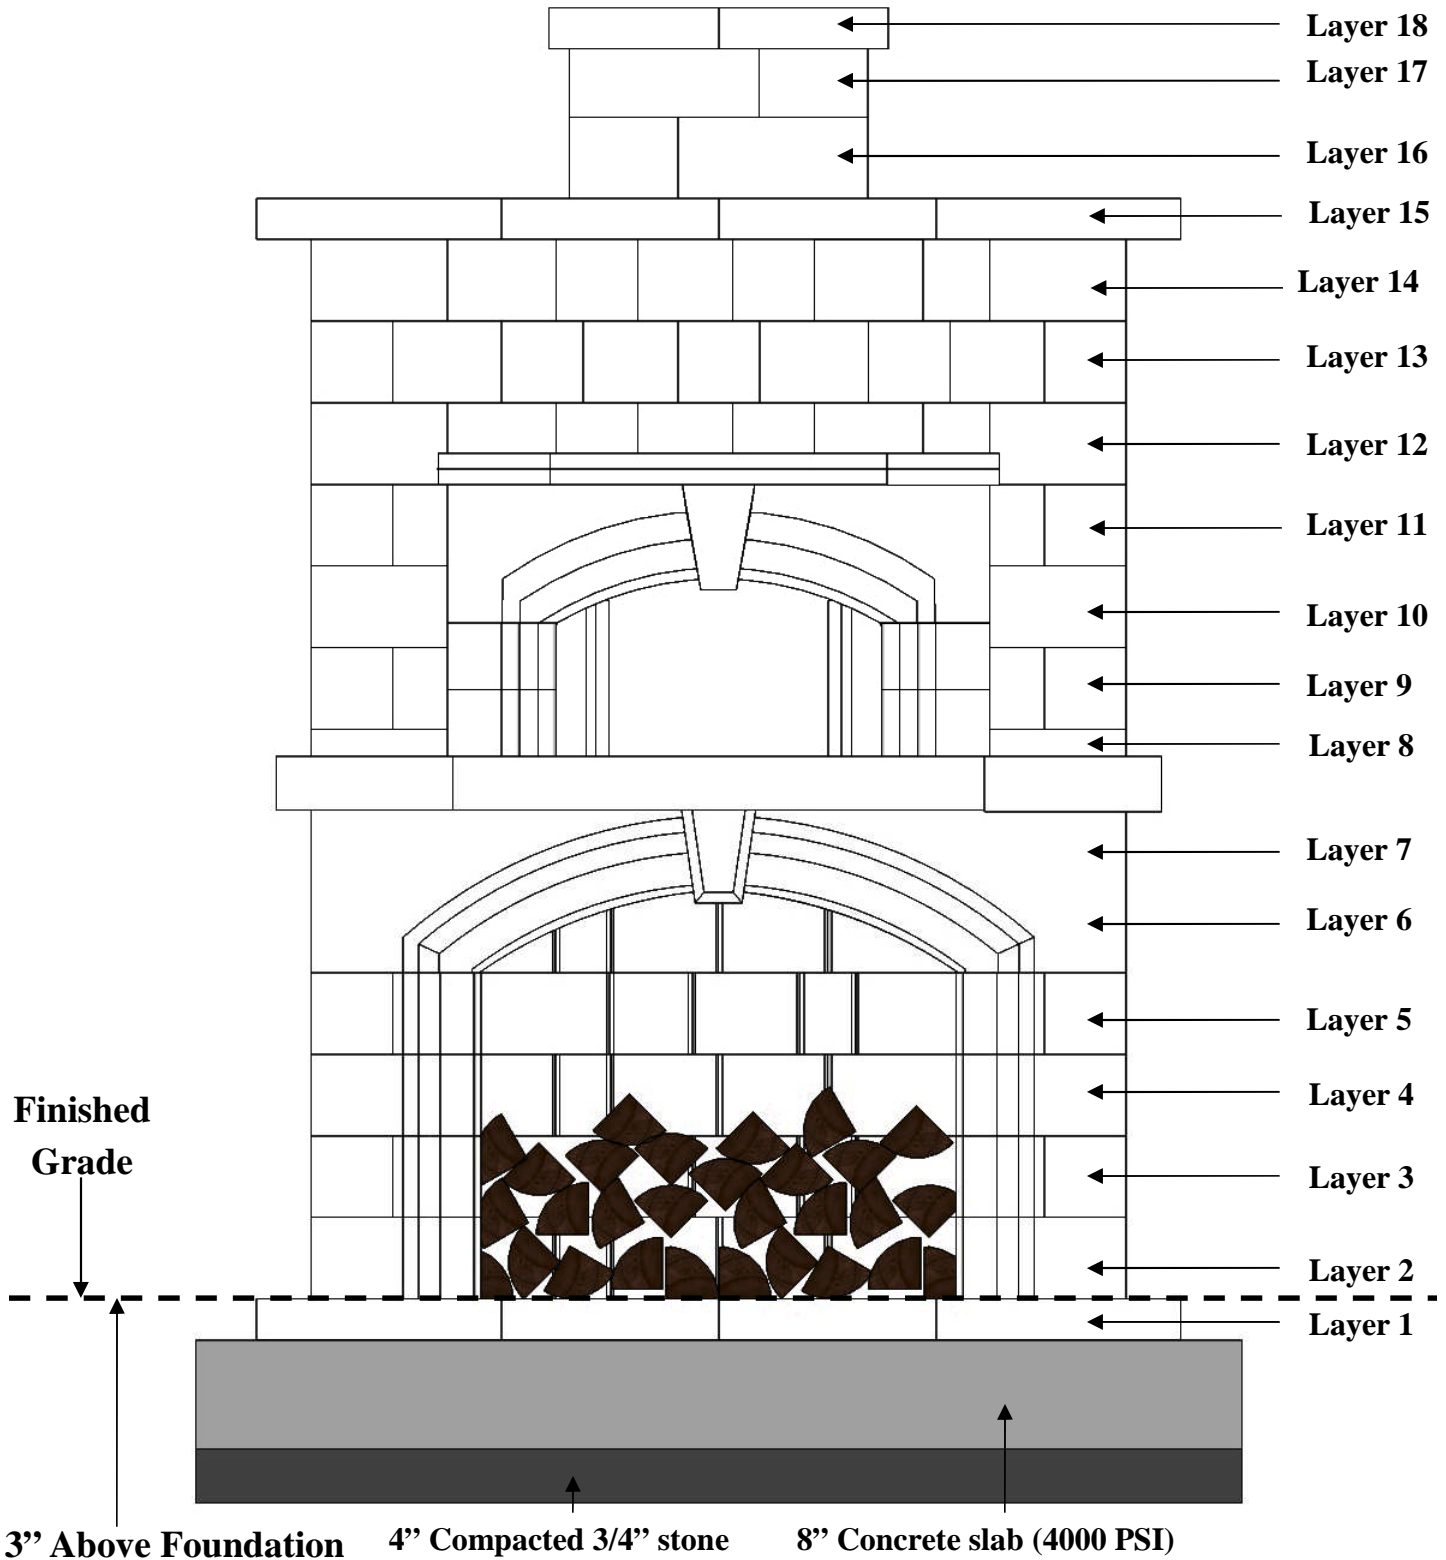 Layer 18
Layer 17
Layer 16
Layer 15
Layer 14
Layer 13
Layer 12
Layer 11
Layer 10
Layer 9
Layer 8
Layer 7
Layer 6
Layer 5
Layer 4
Finished
Grade
Layer 3
Layer 2
Layer 1
3” Above Foundation
4” Compacted 3/4” stone
8” Concrete slab (4000 PSI)